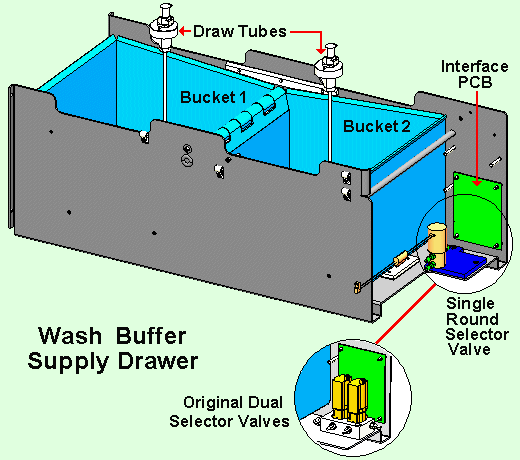 Draw Tubes
Interface
PCB
Bucket 1
Bucket 2
Single
Round
Selector
Valve
Wash Buffer
Supply Drawer
Original Dual
Selector Valves